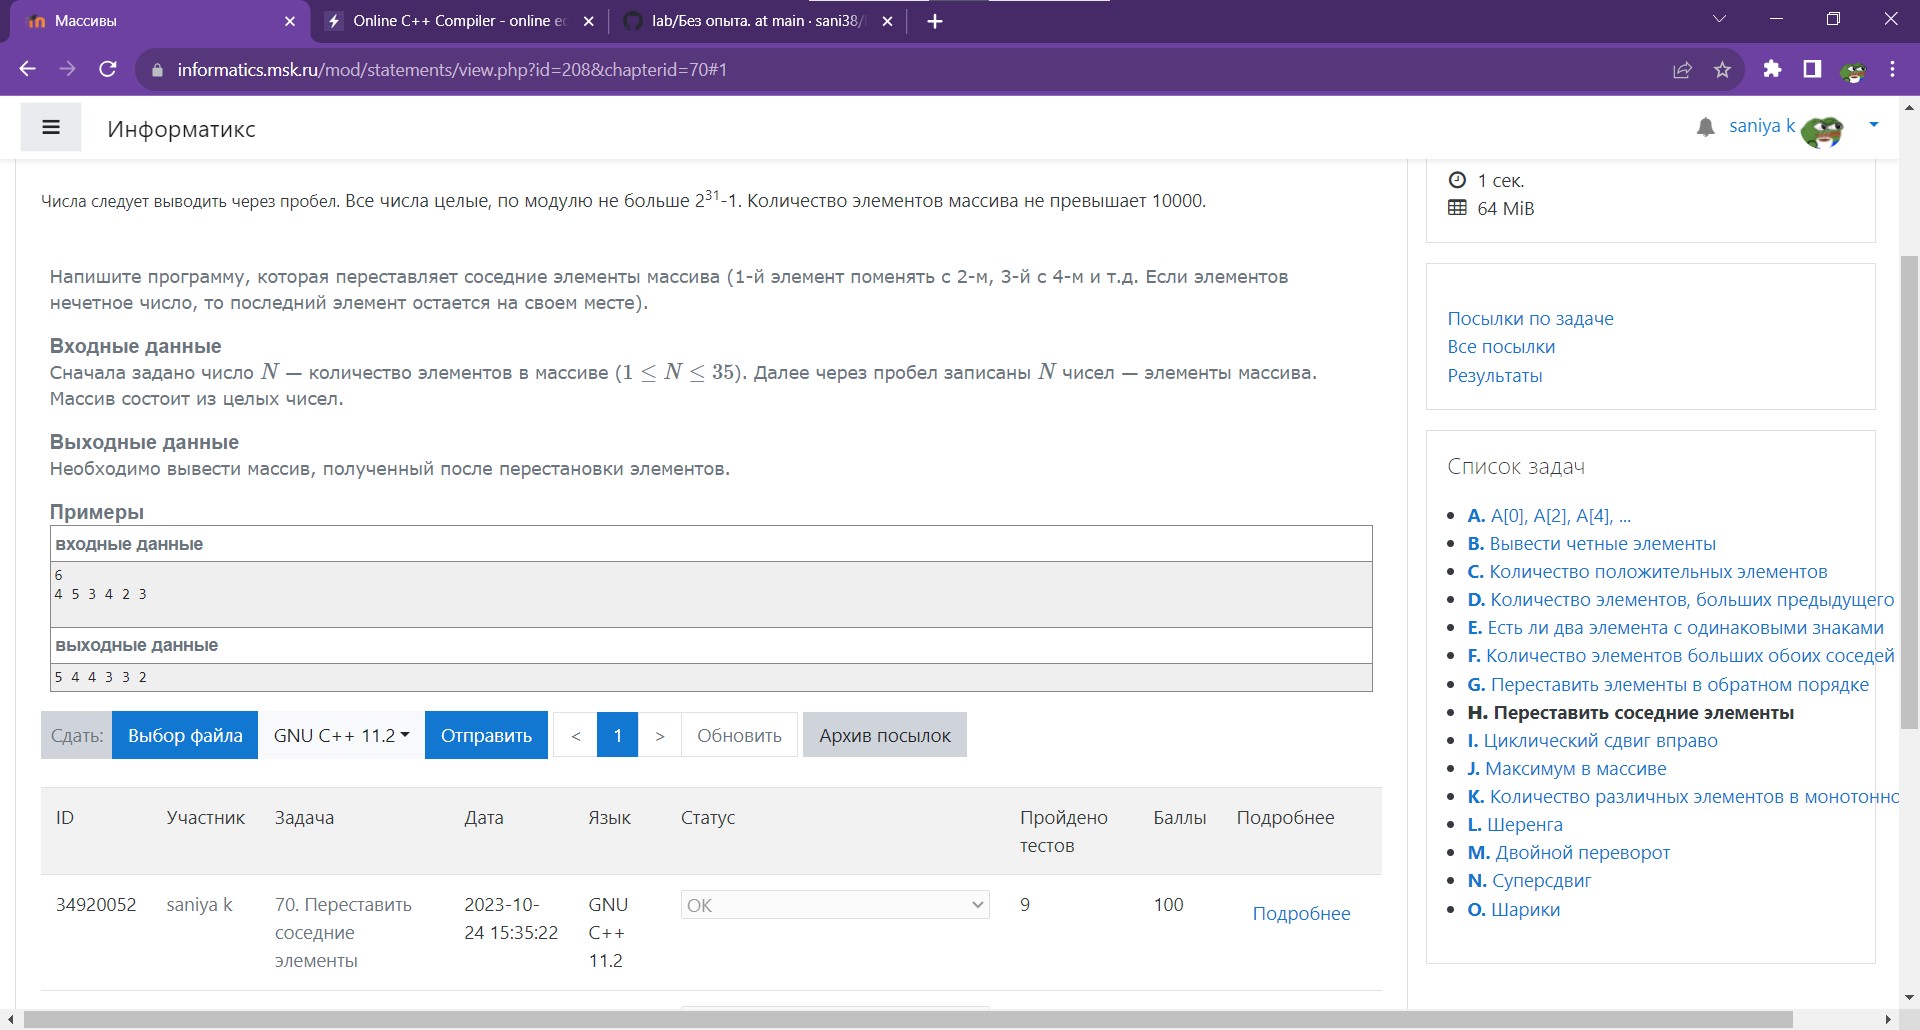 Массивы
Online C++ Compiler - online ed
lab/Без опыта. at main · sani38/
informatics.msk.ru/mod/statements/view.php?id=208&chapterid=70#1
Информатикс
saniya k
Числа следует выводить через пробел. Все числа целые, по модулю не больше 2^31-1. Количество элементов массива не превышает 10000.
Напишите программу, которая переставляет соседние элементы массива (1-й элемент поменять с 2-м, 3-й с 4-м и т.д. Если элементов
нечетное число, то последний элемент остается на своем месте).
Входные данные
Сначала задано число N — количество элементов в массиве (1 ≤ N ≤ 35). Далее через пробел записаны N чисел — элементы массива.
Массив состоит из целых чисел.
Выходные данные
Необходимо вывести массив, полученный после перестановки элементов.
Примеры
входные данные
6
4 5 3 4 2 3
выходные данные
5 4 4 3 3 2
Сдать: Выбор файла GNU C++ 11.2 Отправить < 1 > Обновить Архив посылок
ID Участник Задача Дата Язык Статус Пройдено тестов Баллы Подробнее
34920052 saniya k 70. Переставить соседние элементы 2023-10-24 15:35:22 GNU C++ 11.2 OK 9 100 Подробнее
1 сек.
64 MiB
Посылки по задаче
Все посылки
Результаты
Список задач
A. A[0], A[2], A[4], ...
B. Вывести четные элементы
C. Количество положительных элементов
D. Количество элементов, больших предыдущего
E. Есть ли два элемента с одинаковыми знаками
F. Количество элементов больших обоих соседей
G. Переставить элементы в обратном порядке
H. Переставить соседние элементы
I. Циклический сдвиг вправо
J. Максимум в массиве
K. Количество различных элементов в монотонно
L. Шеренга
M. Двойной переворот
N. Суперсдвиг
O. Шарики